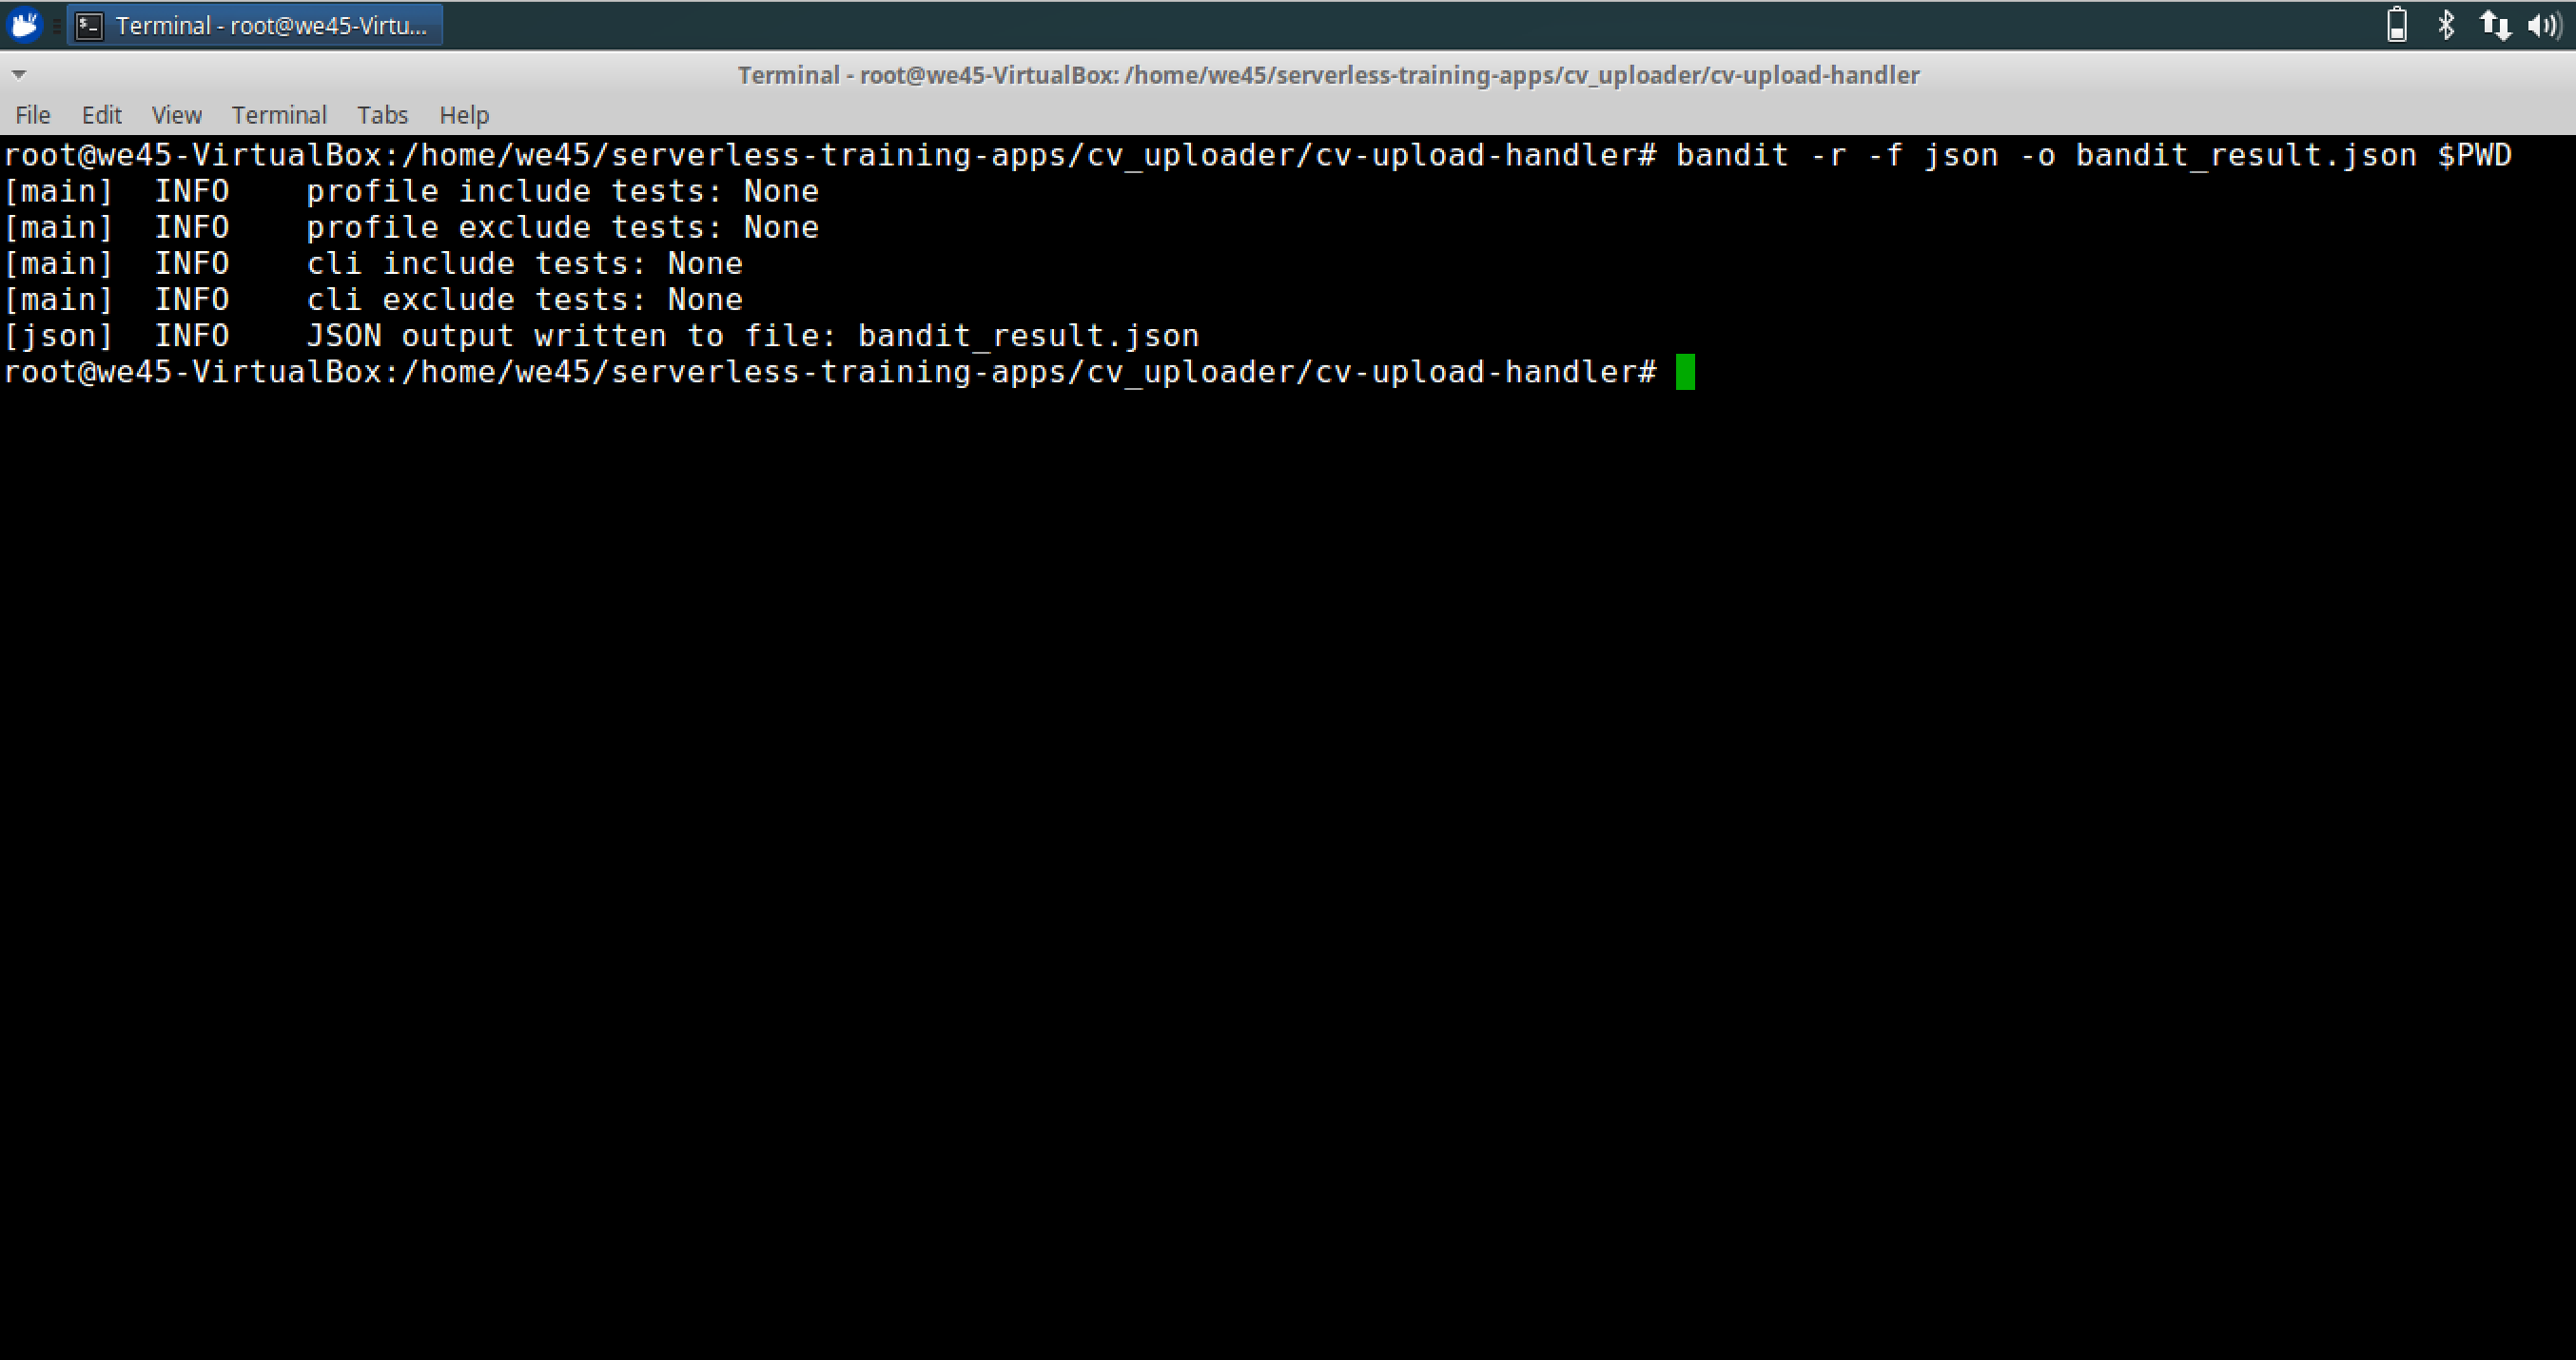 Terminal - root@we45-Virtu...
Terminal - root@we45-VirtualBox: /home/we45/serverless-training-apps/cv_uploader/cv-upload-handler
File Edit View Terminal Tabs Help
root@we45-VirtualBox:/home/we45/serverless-training-apps/cv_uploader/cv-upload-handler# bandit -r -f json -o bandit_result.json $PWD
[main]  INFO    profile include tests: None
[main]  INFO    profile exclude tests: None
[main]  INFO    cli include tests: None
[main]  INFO    cli exclude tests: None
[json]  INFO    JSON output written to file: bandit_result.json
root@we45-VirtualBox:/home/we45/serverless-training-apps/cv_uploader/cv-upload-handler#